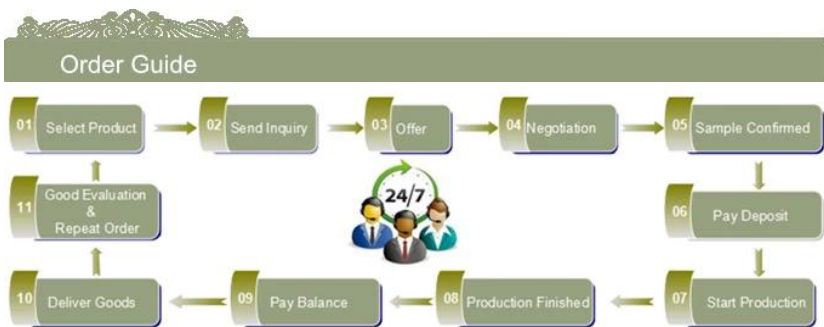 Order Guide
01 Select Product
02 Send Inquiry
03 Offer
04 Negotiation
05 Sample Confirmed
24/7
11 Good Evaluation
&
Repeat Order
06 Pay Deposit
10 Deliver Goods
09 Pay Balance
08 Production Finished
07 Start Production